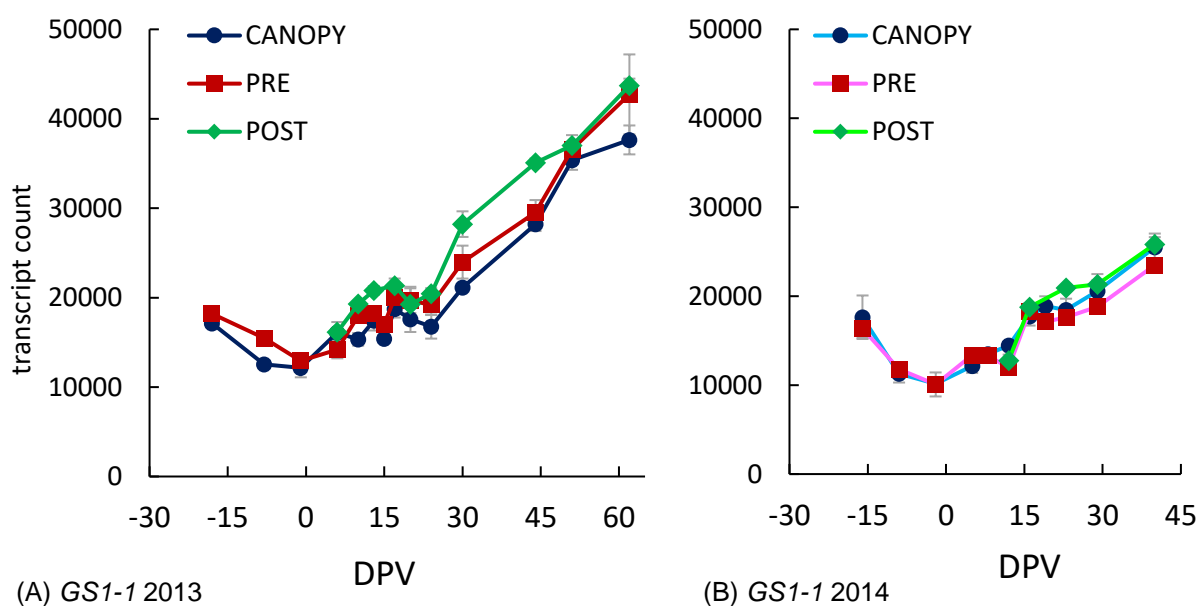 50000
40000
30000
20000
10000
0
transcript count
CANOPY
PRE
POST
-30 -15 0 15 30 45 60
DPV
(A) GS1-1 2013
50000
40000
30000
20000
10000
0
CANOPY
PRE
POST
-30 -15 0 15 30 45
DPV
(B) GS1-1 2014